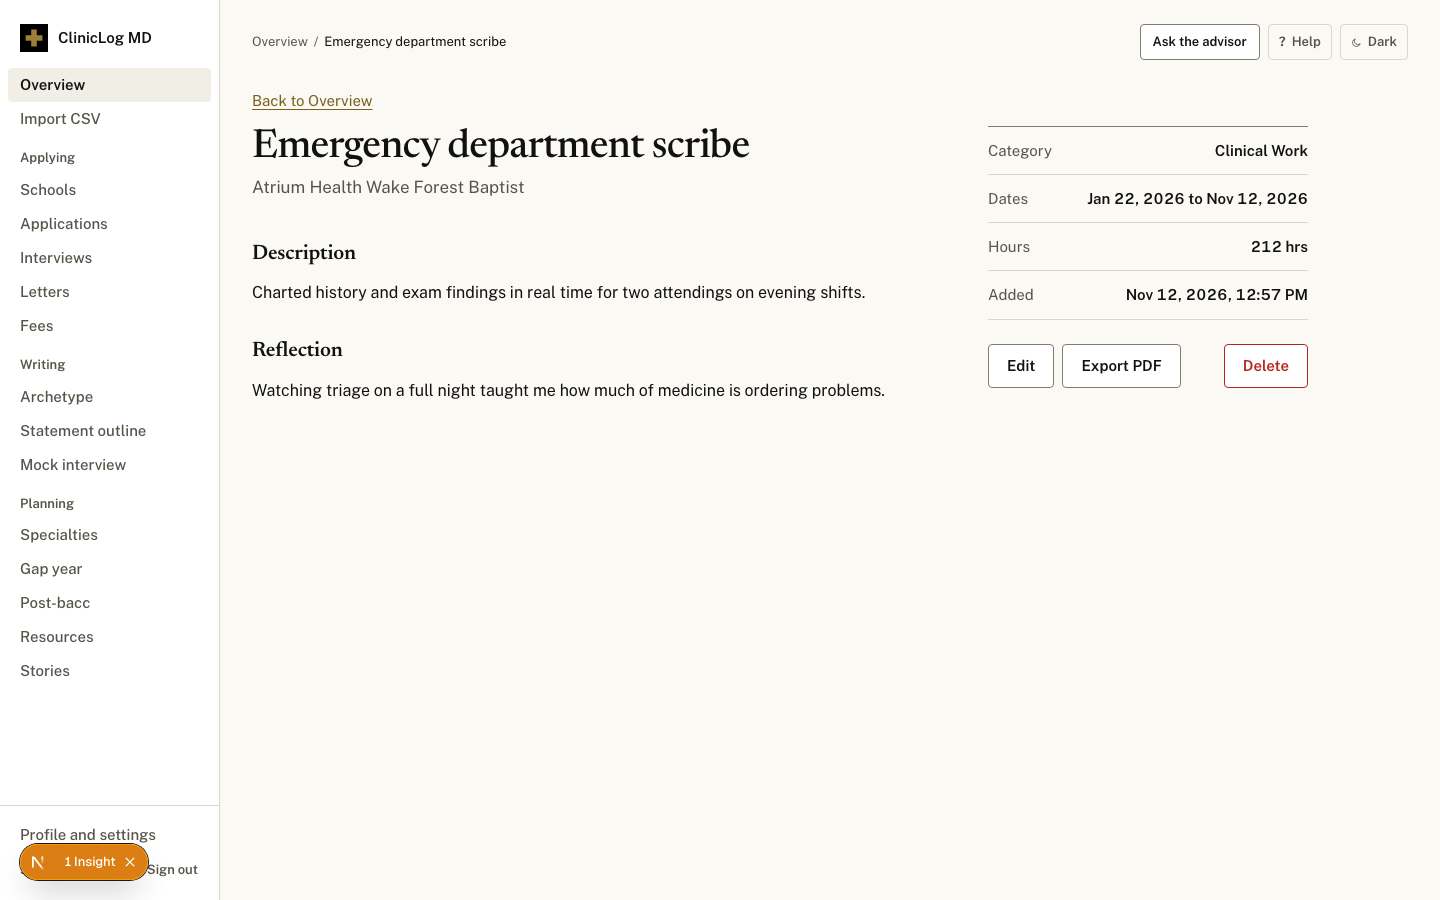 ClinicLog MD
Overview
Import CSV
Applying
Schools
Applications
Interviews
Letters
Fees
Writing
Archetype
Statement outline
Mock interview
Planning
Specialties
Gap year
Post-bacc
Resources
Stories
Profile and settings
1 Insight
Sign out
Overview / Emergency department scribe
Ask the advisor
? Help
Dark
Back to Overview
Emergency department scribe
Atrium Health Wake Forest Baptist
Description
Charted history and exam findings in real time for two attendings on evening shifts.
Reflection
Watching triage on a full night taught me how much of medicine is ordering problems.
Category Clinical Work
Dates Jan 22, 2026 to Nov 12, 2026
Hours 212 hrs
Added Nov 12, 2026, 12:57 PM
Edit
Export PDF
Delete